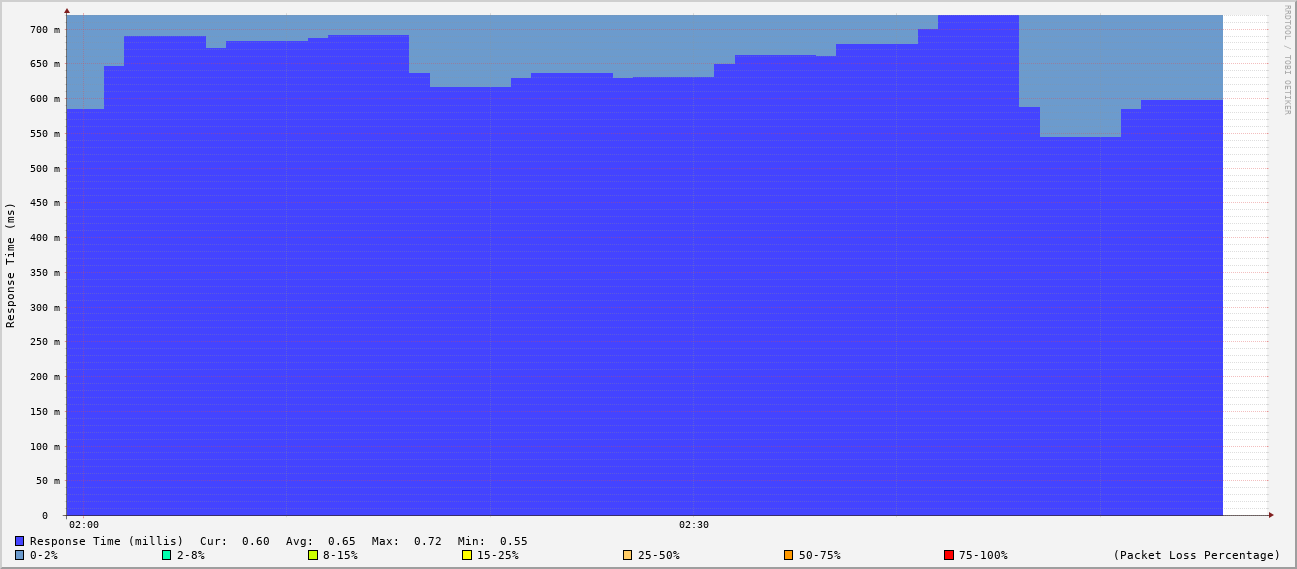 RRDTOOL / TOBI OETIKER
Response Time (ms)
700 m
650 m
600 m
550 m
500 m
450 m
400 m
350 m
300 m
250 m
200 m
150 m
100 m
50 m
0
02:00 02:30
Response Time (millis) Cur: 0.60 Avg: 0.65 Max: 0.72 Min: 0.55
0-2% 2-8% 8-15% 15-25% 25-50% 50-75% 75-100% (Packet Loss Percentage)